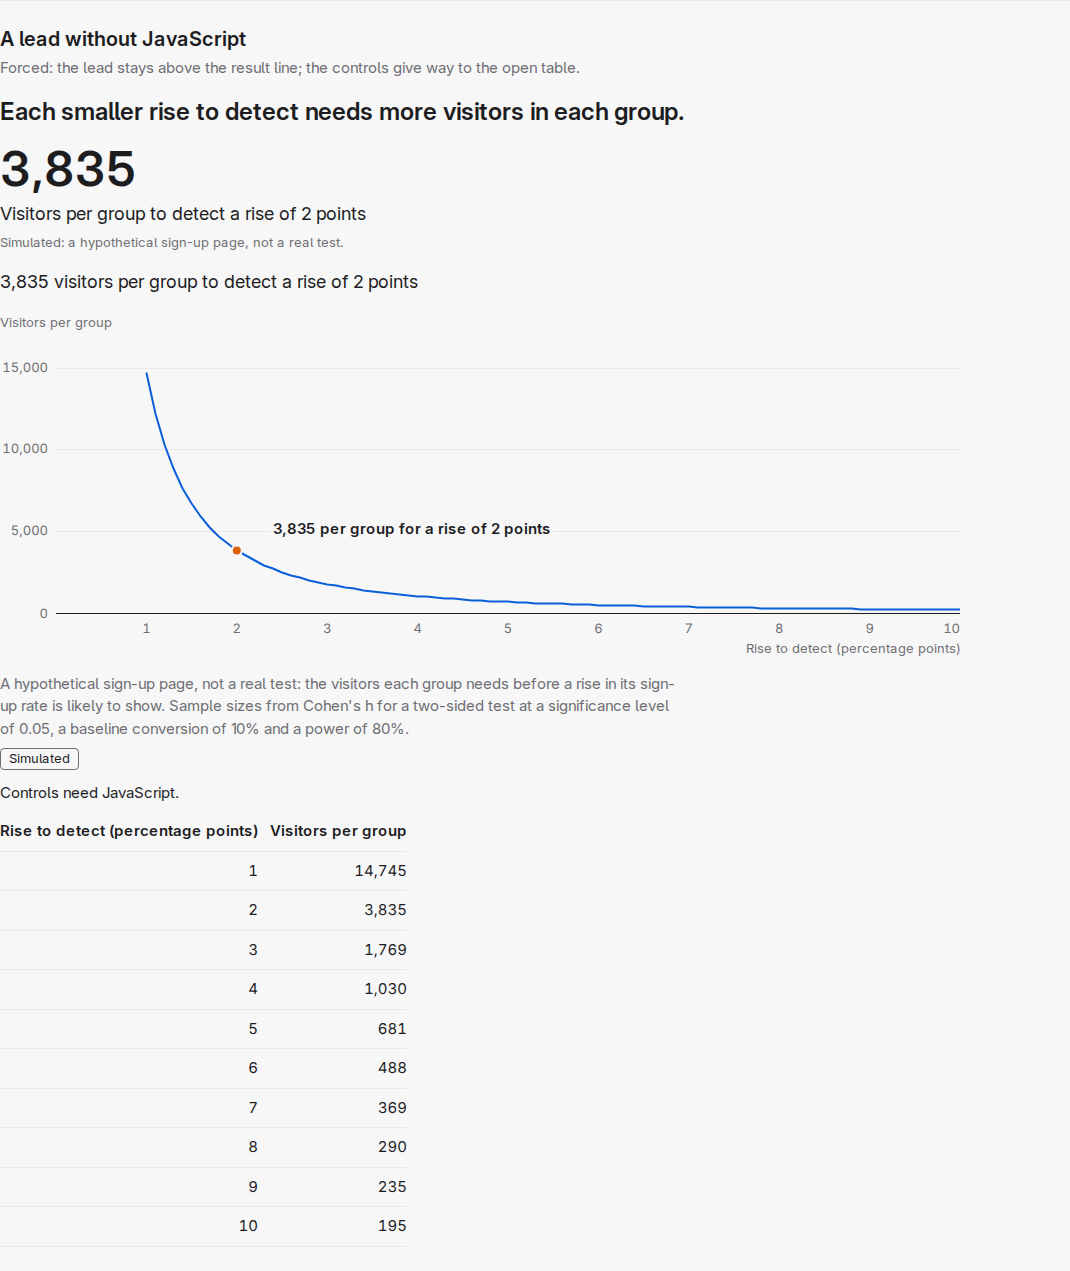 A lead without JavaScript
Forced: the lead stays above the result line; the controls give way to the open table.
Each smaller rise to detect needs more visitors in each group.
3,835
Visitors per group to detect a rise of 2 points
Simulated: a hypothetical sign-up page, not a real test.
3,835 visitors per group to detect a rise of 2 points
Visitors per group
15,000
10,000
5,000
3,835 per group for a rise of 2 points
0
1 2 3 4 5 6 7 8 9 10
Rise to detect (percentage points)
A hypothetical sign-up page, not a real test: the visitors each group needs before a rise in its sign-
up rate is likely to show. Sample sizes from Cohen's h for a two-sided test at a significance level
of 0.05, a baseline conversion of 10% and a power of 80%.
Simulated
Controls need JavaScript.
Rise to detect (percentage points) Visitors per group
1 14,745
2 3,835
3 1,769
4 1,030
5 681
6 488
7 369
8 290
9 235
10 195